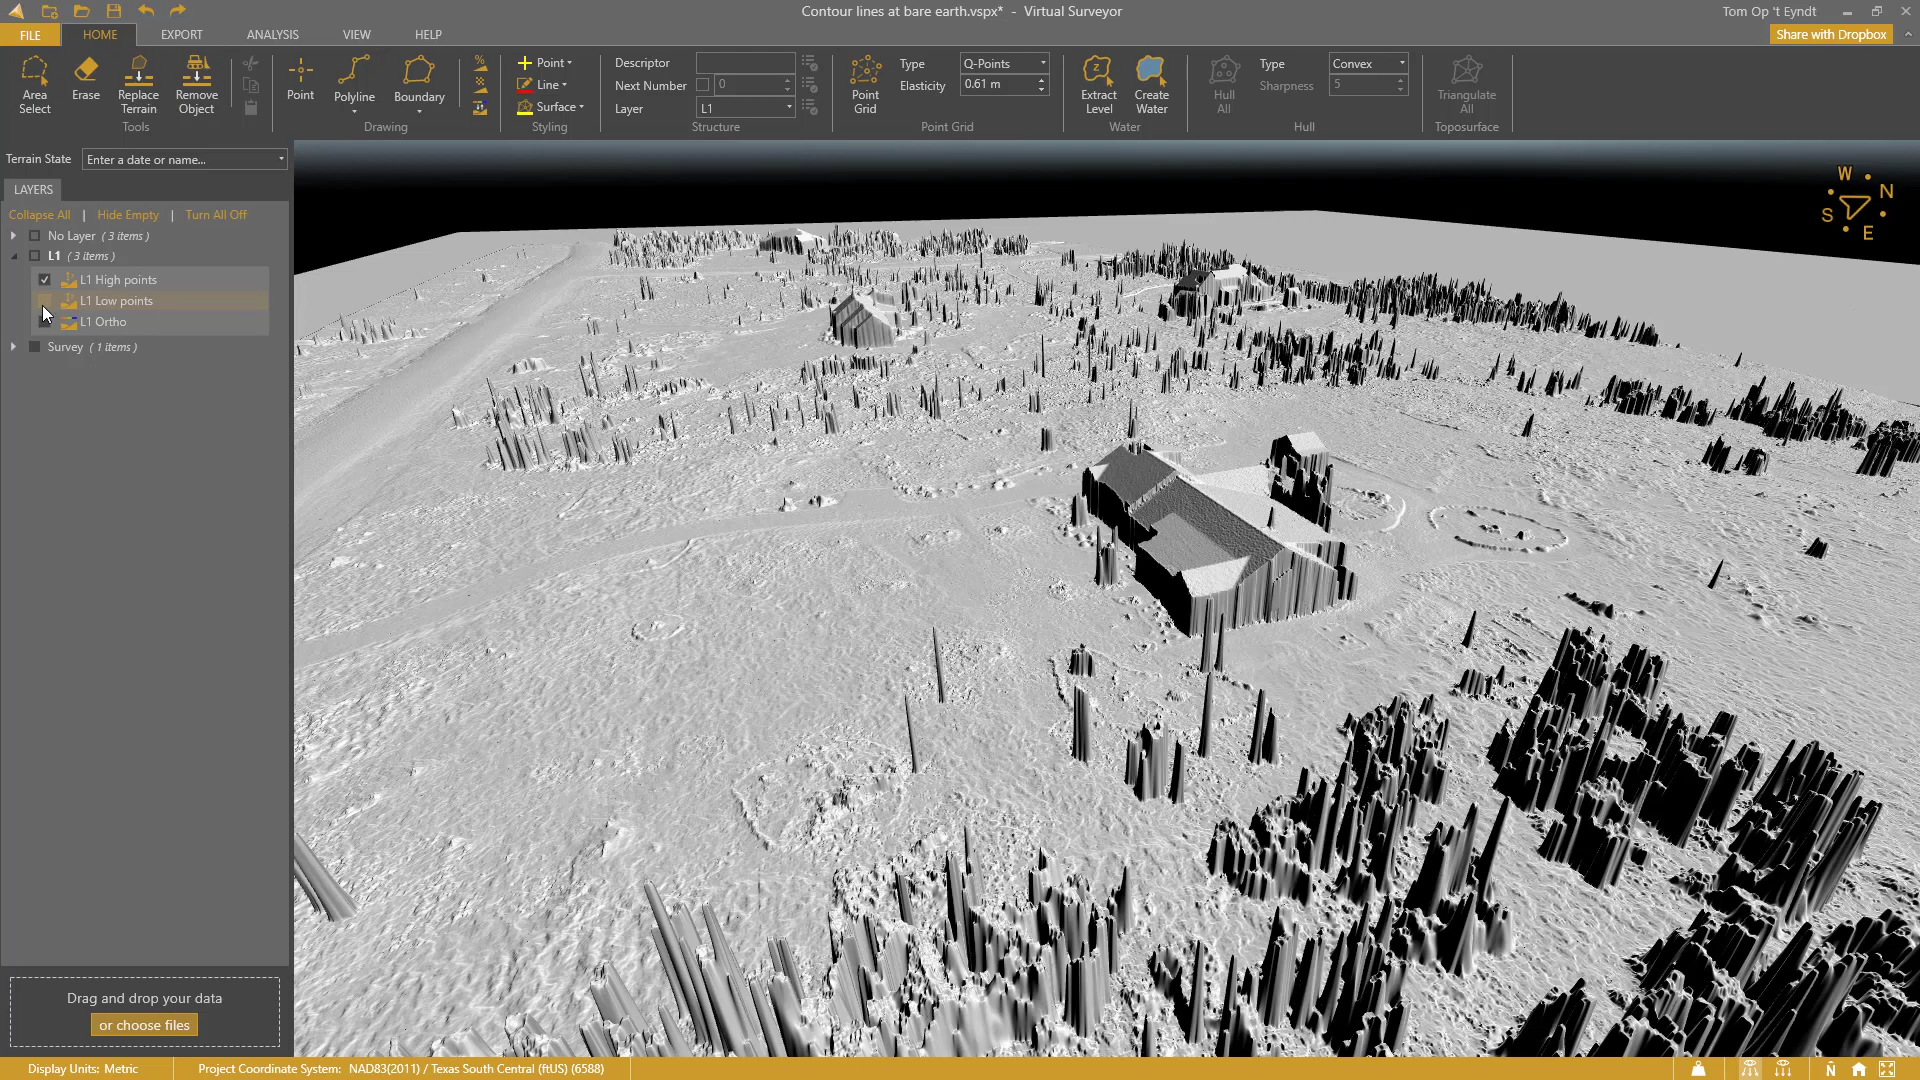 Contour lines at bare earth.vspx* - Virtual Surveyor
Tom Op 't Eyndt
FILE HOME EXPORT ANALYSIS VIEW HELP
Share with Dropbox
Area Select
Erase
Replace Terrain
Remove Object
Tools
Point
Polyline
Boundary
Drawing
Point
Line
Surface
Styling
Descriptor
Next Number 0
Layer L1
Structure
Point Grid
Type Q-Points
Elasticity 0.61 m
Point Grid
Extract Level
Create Water
Water
Hull All
Type Convex
Sharpness 5
Hull
Triangulate All
Toposurface
Terrain State Enter a date or name...
LAYERS
Collapse All | Hide Empty | Turn All Off
No Layer ( 3 items )
L1 ( 3 items )
L1 High points
L1 Low points
L1 Ortho
Survey ( 1 items )
W
N
S
E
Drag and drop your data
or choose files
Display Units: Metric
Project Coordinate System: NAD83(2011) / Texas South Central (ftUS) (6588)
N